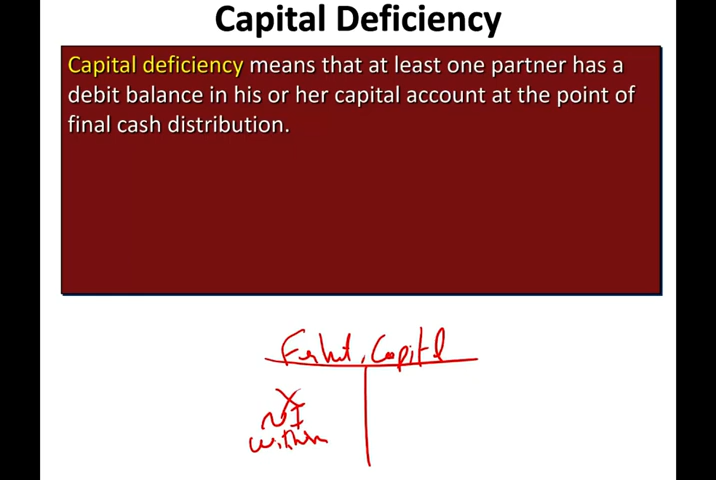 Capital Deficiency
Capital deficiency means that at least one partner has a
debit balance in his or her capital account at the point of
final cash distribution.
, Capital
X
NI